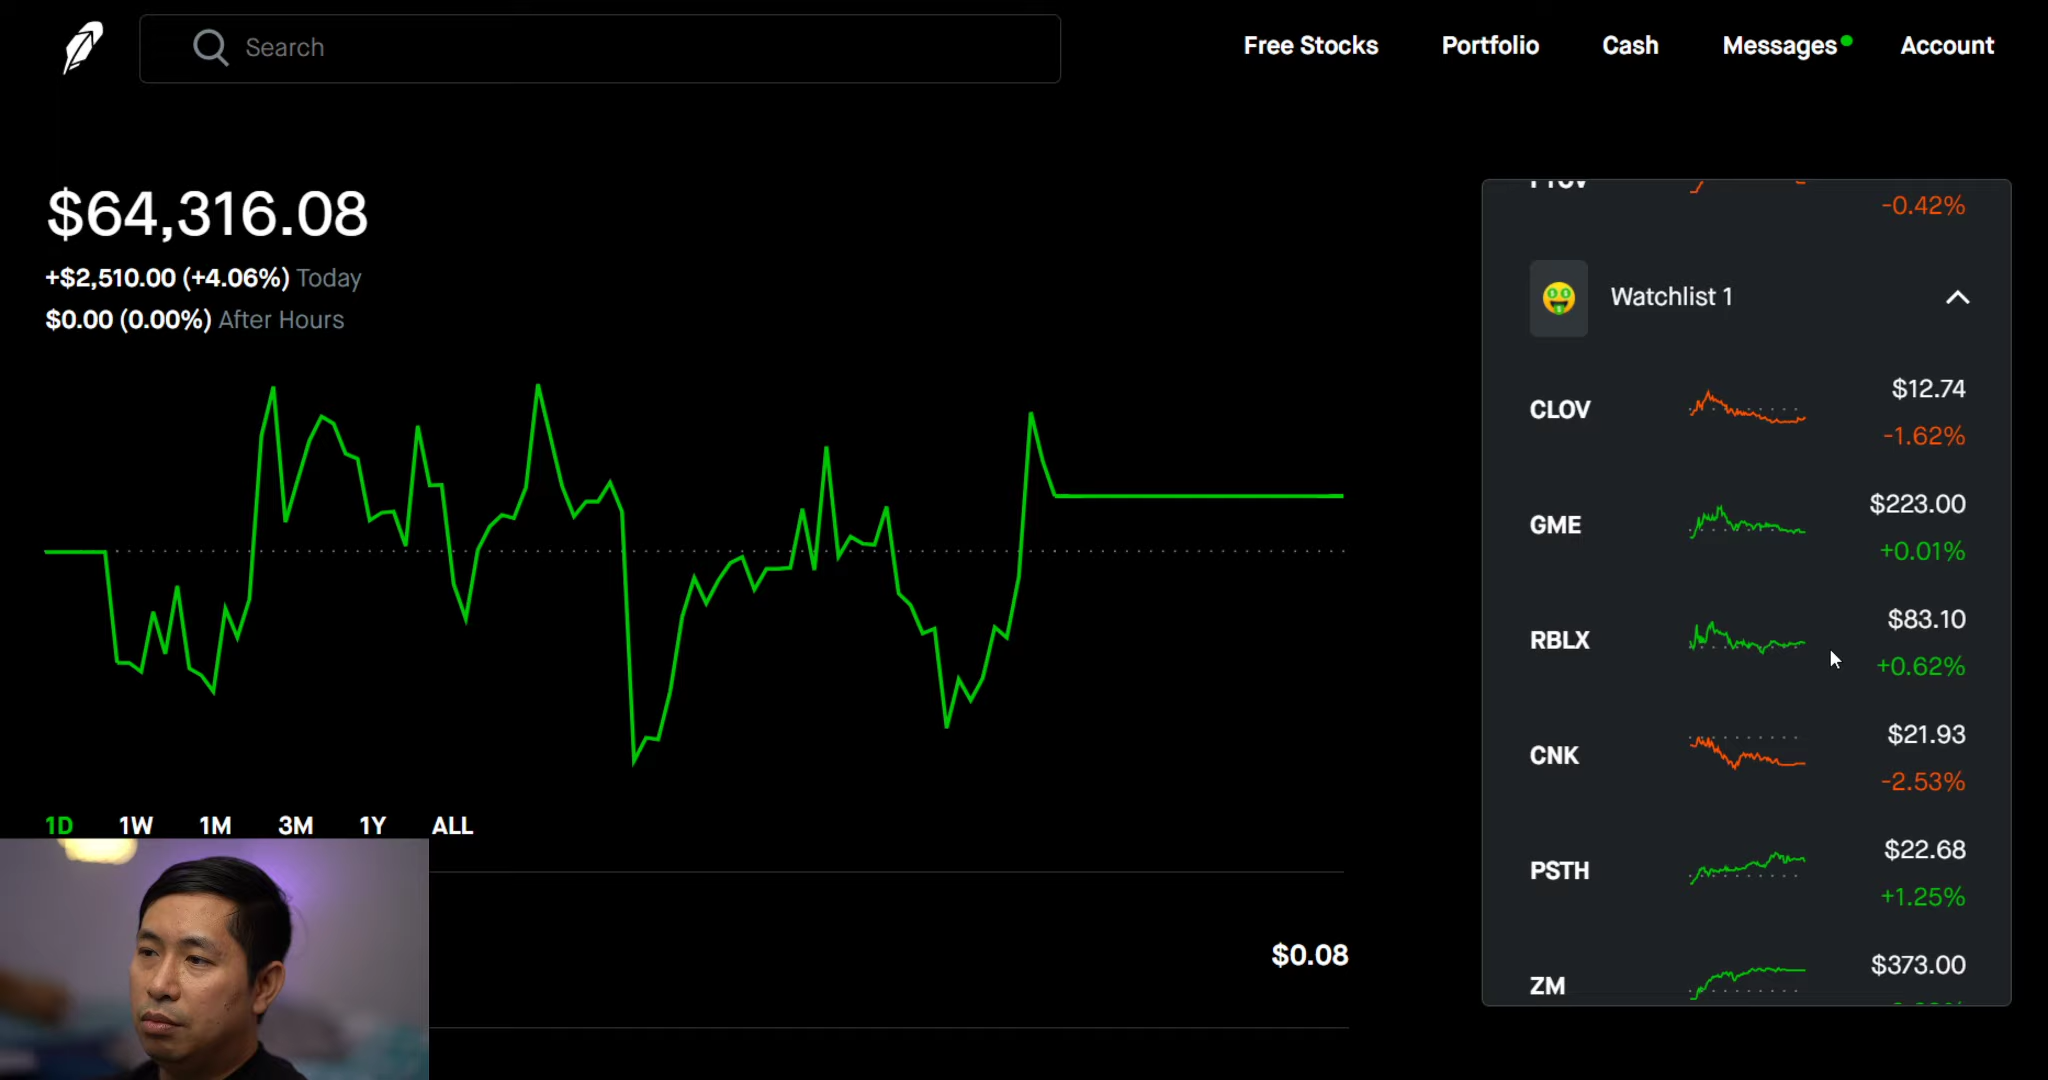 Search
Free Stocks
Portfolio
Cash
Messages
Account
$64,316.08
+$2,510.00 (+4.06%) Today
$0.00 (0.00%) After Hours
1D
1W
1M
3M
1Y
ALL
$0.08
-0.42%
Watchlist 1
CLOV
$12.74
-1.62%
GME
$223.00
+0.01%
RBLX
$83.10
+0.62%
CNK
$21.93
-2.53%
PSTH
$22.68
+1.25%
ZM
$373.00